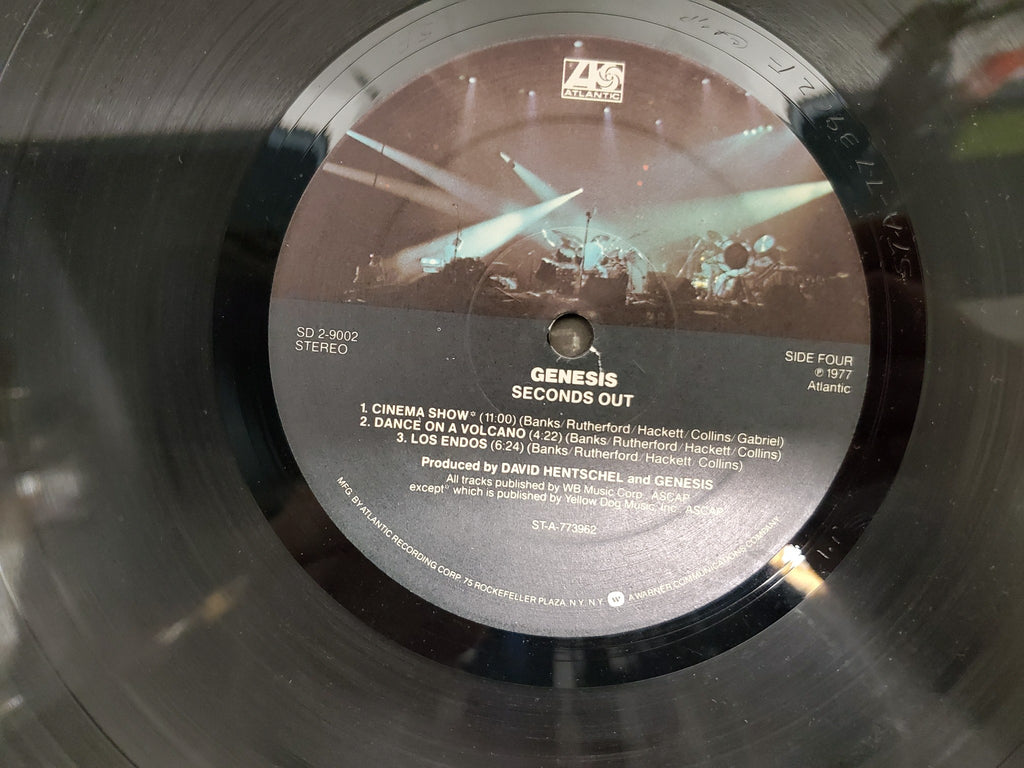 ATLANTIC
SD 2-9002
STEREO
SIDE FOUR
℗ 1977
Atlantic
GENESIS
SECONDS OUT
1. CINEMA SHOW* (11:00) (Banks/Rutherford/Hackett/Collins/Gabriel)
2. DANCE ON A VOLCANO (4:22) (Banks/Rutherford/Hackett/Collins)
3. LOS ENDOS (6:24) (Banks/Rutherford/Hackett/Collins)
Produced by DAVID HENTSCHEL and GENESIS
All tracks published by WB Music Corp. ASCAP
except* which is published by Yellow Dog Music, Inc. ASCAP
ST-A-773962
MFG. BY ATLANTIC RECORDING CORP. 75 ROCKEFELLER PLAZA, N.Y. N.Y. A WARNER COMMUNICATIONS COMPANY